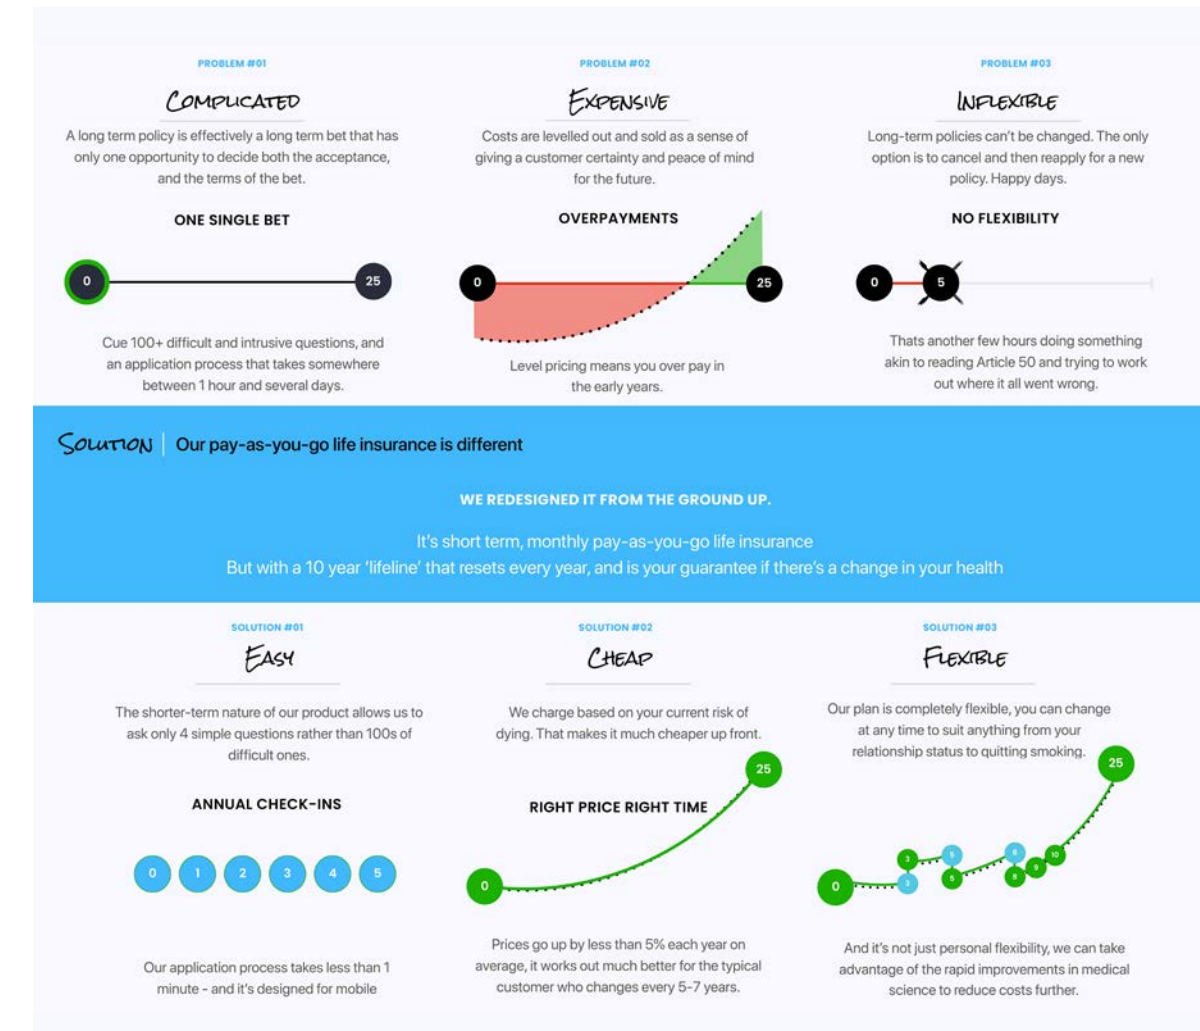 PROBLEM #01
COMPLICATED
A long term policy is effectively a long term bet that has
only one opportunity to decide both the acceptance,
and the terms of the bet.
ONE SINGLE BET
0
25
Cue 100+ difficult and intrusive questions, and
an application process that takes somewhere
between 1 hour and several days.
PROBLEM #02
EXPENSIVE
Costs are levelled out and sold as a sense of
giving a customer certainty and peace of mind
for the future.
OVERPAYMENTS
0
25
Level pricing means you over pay in
the early years.
PROBLEM #03
INFLEXIBLE
Long-term policies can't be changed. The only
option is to cancel and then reapply for a new
policy. Happy days.
NO FLEXIBILITY
0
5
Thats another few hours doing something
akin to reading Article 50 and trying to work
out where it all went wrong.
SOLUTION | Our pay-as-you-go life insurance is different
WE REDESIGNED IT FROM THE GROUND UP.
It's short term, monthly pay-as-you-go life insurance
But with a 10 year 'lifeline' that resets every year, and is your guarantee if there's a change in your health
SOLUTION #01
EASY
The shorter-term nature of our product allows us to
ask only 4 simple questions rather than 100s of
difficult ones.
ANNUAL CHECK-INS
0 1 2 3 4 5
Our application process takes less than 1
minute - and it's designed for mobile
SOLUTION #02
CHEAP
We charge based on your current risk of
dying. That makes it much cheaper up front.
25
RIGHT PRICE RIGHT TIME
0
Prices go up by less than 5% each year on
average, it works out much better for the typical
customer who changes every 5-7 years.
SOLUTION #03
FLEXIBLE
Our plan is completely flexible, you can change
at any time to suit anything from your
relationship status to quitting smoking.
25
3 5 8 10
0 3 5 8 9
And it's not just personal flexibility, we can take
advantage of the rapid improvements in medical
science to reduce costs further.